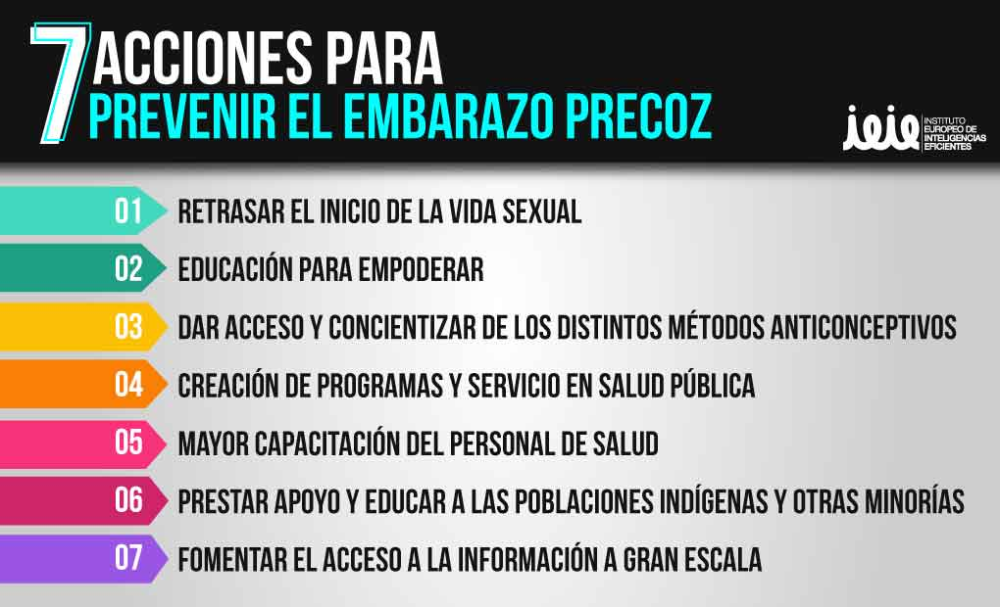 7 ACCIONES PARA
PREVENIR EL EMBARAZO PRECOZ
ieie
INSTITUTO
EUROPEO DE
INTELIGENCIAS
EFICIENTES
01 RETRASAR EL INICIO DE LA VIDA SEXUAL
02 EDUCACIÓN PARA EMPODERAR
03 DAR ACCESO Y CONCIENTIZAR DE LOS DISTINTOS MÉTODOS ANTICONCEPTIVOS
04 CREACIÓN DE PROGRAMAS Y SERVICIO EN SALUD PÚBLICA
05 MAYOR CAPACITACIÓN DEL PERSONAL DE SALUD
06 PRESTAR APOYO Y EDUCAR A LAS POBLACIONES INDÍGENAS Y OTRAS MINORÍAS
07 FOMENTAR EL ACCESO A LA INFORMACIÓN A GRAN ESCALA